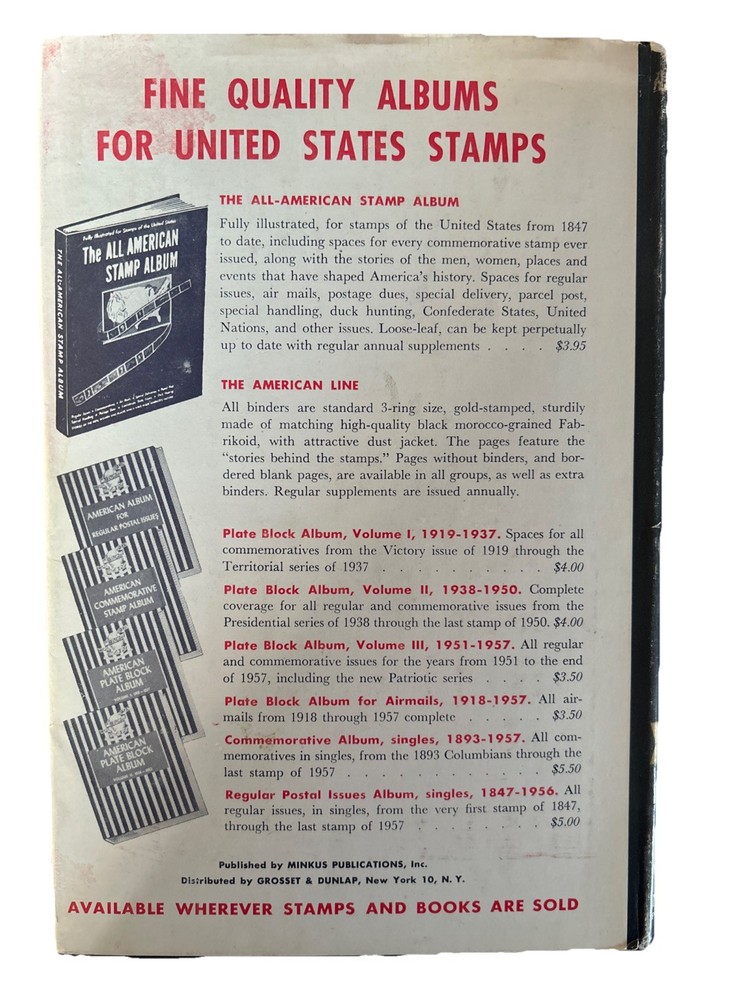 FINE QUALITY ALBUMS
FOR UNITED STATES STAMPS
THE ALL-AMERICAN STAMP ALBUM
Fully illustrated, for stamps of the United States from 1847
to date, including spaces for every commemorative stamp ever
issued, along with the stories of the men, women, places and
events that have shaped America's history. Spaces for regular
issues, air mails, postage dues, special delivery, parcel post,
special handling, duck hunting, Confederate States, United
Nations, and other issues. Loose-leaf, can be kept perpetually
up to date with regular annual supplements . . . . $3.95
Fully Illustrated for Stamps of the United States
The ALL AMERICAN
STAMP ALBUM
THE ALL-AMERICAN STAMP ALBUM
THE AMERICAN LINE
All binders are standard 3-ring size, gold-stamped, sturdily
made of matching high-quality black morocco-grained Fab-
rikoid, with attractive dust jacket. The pages feature the
"stories behind the stamps." Pages without binders, and bor-
dered blank pages, are available in all groups, as well as extra
binders. Regular supplements are issued annually.
AMERICAN ALBUM
FOR
REGULAR POSTAL ISSUES
AMERICAN
COMMEMORATIVE
STAMP ALBUM
AMERICAN
PLATE BLOCK
ALBUM
AMERICAN
PLATE BLOCK
ALBUM
Plate Block Album, Volume I, 1919-1937. Spaces for all
commemoratives from the Victory issue of 1919 through the
Territorial series of 1937 . . . . . . . . . . $4.00
Plate Block Album, Volume II, 1938-1950. Complete
coverage for all regular and commemorative issues from the
Presidential series of 1938 through the last stamp of 1950. $4.00
Plate Block Album, Volume III, 1951-1957. All regular
and commemorative issues for the years from 1951 to the end
of 1957, including the new Patriotic series . . . . $3.50
Plate Block Album for Airmails, 1918-1957. All air-
mails from 1918 through 1957 complete . . . . . $3.50
Commemorative Album, singles, 1893-1957. All com-
memoratives in singles, from the 1893 Columbians through the
last stamp of 1957 . . . . . . . . . . . $5.50
Regular Postal Issues Album, singles, 1847-1956. All
regular issues, in singles, from the very first stamp of 1847,
through the last stamp of 1957 . . . . . . . . $5.00
Published by MINKUS PUBLICATIONS, Inc.
Distributed by GROSSET & DUNLAP, New York 10, N. Y.
AVAILABLE WHEREVER STAMPS AND BOOKS ARE SOLD